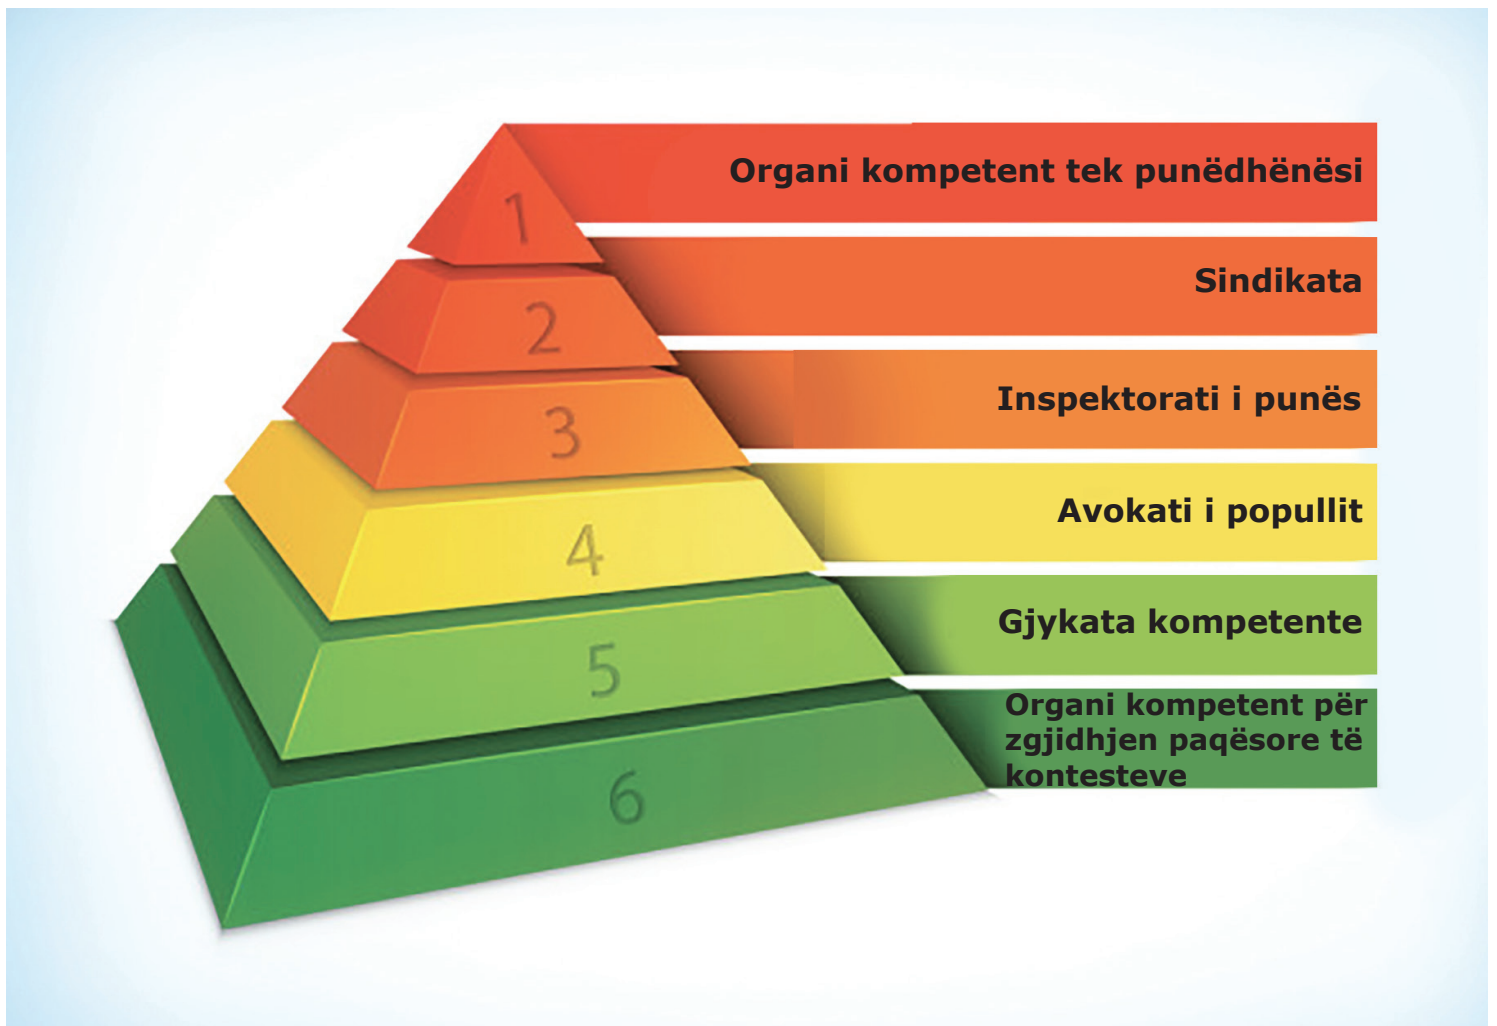 1
Organi kompetent tek punëdhënësi
2
Sindikata
3
Inspektorati i punës
4
Avokati i popullit
5
Gjykata kompetente
6
Organi kompetent për
zgjidhjen paqësore të
kontesteve